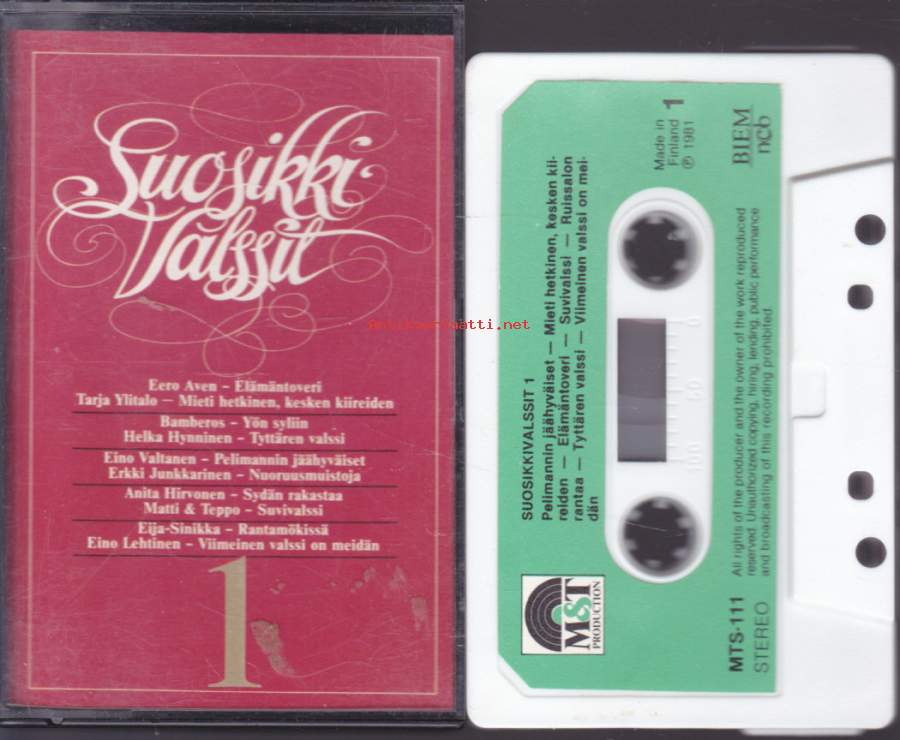 Suosikki-
Valssit
Eero Aven – Elämäntoveri
Tarja Ylitalo – Mieti hetkinen, kesken kiireiden
Bamberos – Yön syliin
Helka Hynninen – Tyttären valssi
Eino Valtanen – Pelimannin jäähyväiset
Erkki Junkkarinen – Nuoruusmuistoja
Anita Hirvonen – Sydän rakastaa
Matti & Teppo – Suvivalssi
Eija-Sinikka – Rantamökissä
Eino Lehtinen – Viimeinen valssi on meidän
1
SUOSIKKIVALSSIT 1
Pelimannin jäähyväiset — Mieti hetkinen, kesken kii-
reiden — Elämäntoveri — Suvivalssi — Ruissalon
rantaa — Tyttären valssi — Viimeinen valssi on mei-
dän
Made in
Finland
℗ 1981
1
BIEM
ncb
100 50 0
M&T
PRODUCTION
MTS-111
STEREO
All rights of the producer and the owner of the work reproduced
reserved. Unauthorized copying, hiring, lending, public performance
and broadcasting of this recording prohibited.